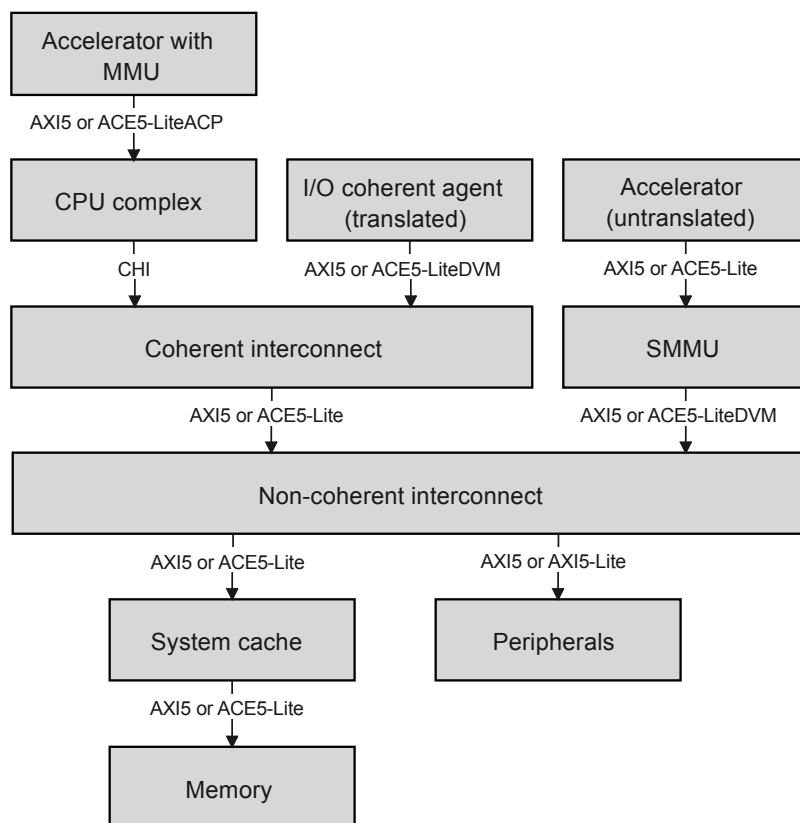 Accelerator with
MMU
AXI5 or ACE5-LiteACP
CPU complex
I/O coherent agent
(translated)
Accelerator
(untranslated)
CHI
AXI5 or ACE5-LiteDVM
AXI5 or ACE5-Lite
Coherent interconnect
SMMU
AXI5 or ACE5-Lite
AXI5 or ACE5-LiteDVM
Non-coherent interconnect
AXI5 or ACE5-Lite
AXI5 or AXI5-Lite
System cache
Peripherals
AXI5 or ACE5-Lite
Memory